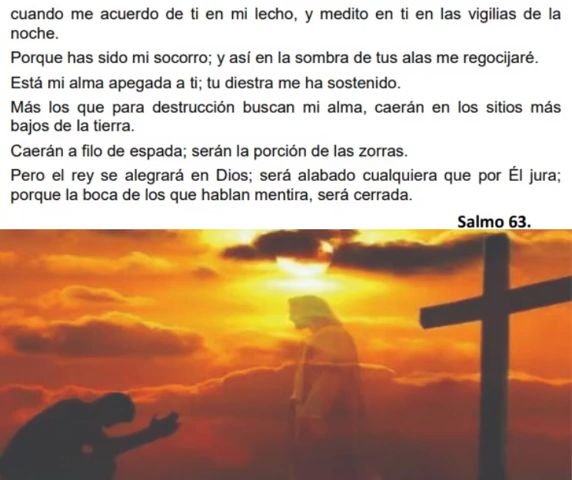 cuando me acuerdo de ti en mi lecho, y medito en ti en las vigilias de la
noche.
Porque has sido mi socorro; y así en la sombra de tus alas me regocijaré.
Está mi alma apegada a ti; tu diestra me ha sostenido.
Más los que para destrucción buscan mi alma, caerán en los sitios más
bajos de la tierra.
Caerán a filo de espada; serán la porción de las zorras.
Pero el rey se alegrará en Dios; será alabado cualquiera que por Él jura;
porque la boca de los que hablan mentira, será cerrada.
Salmo 63.